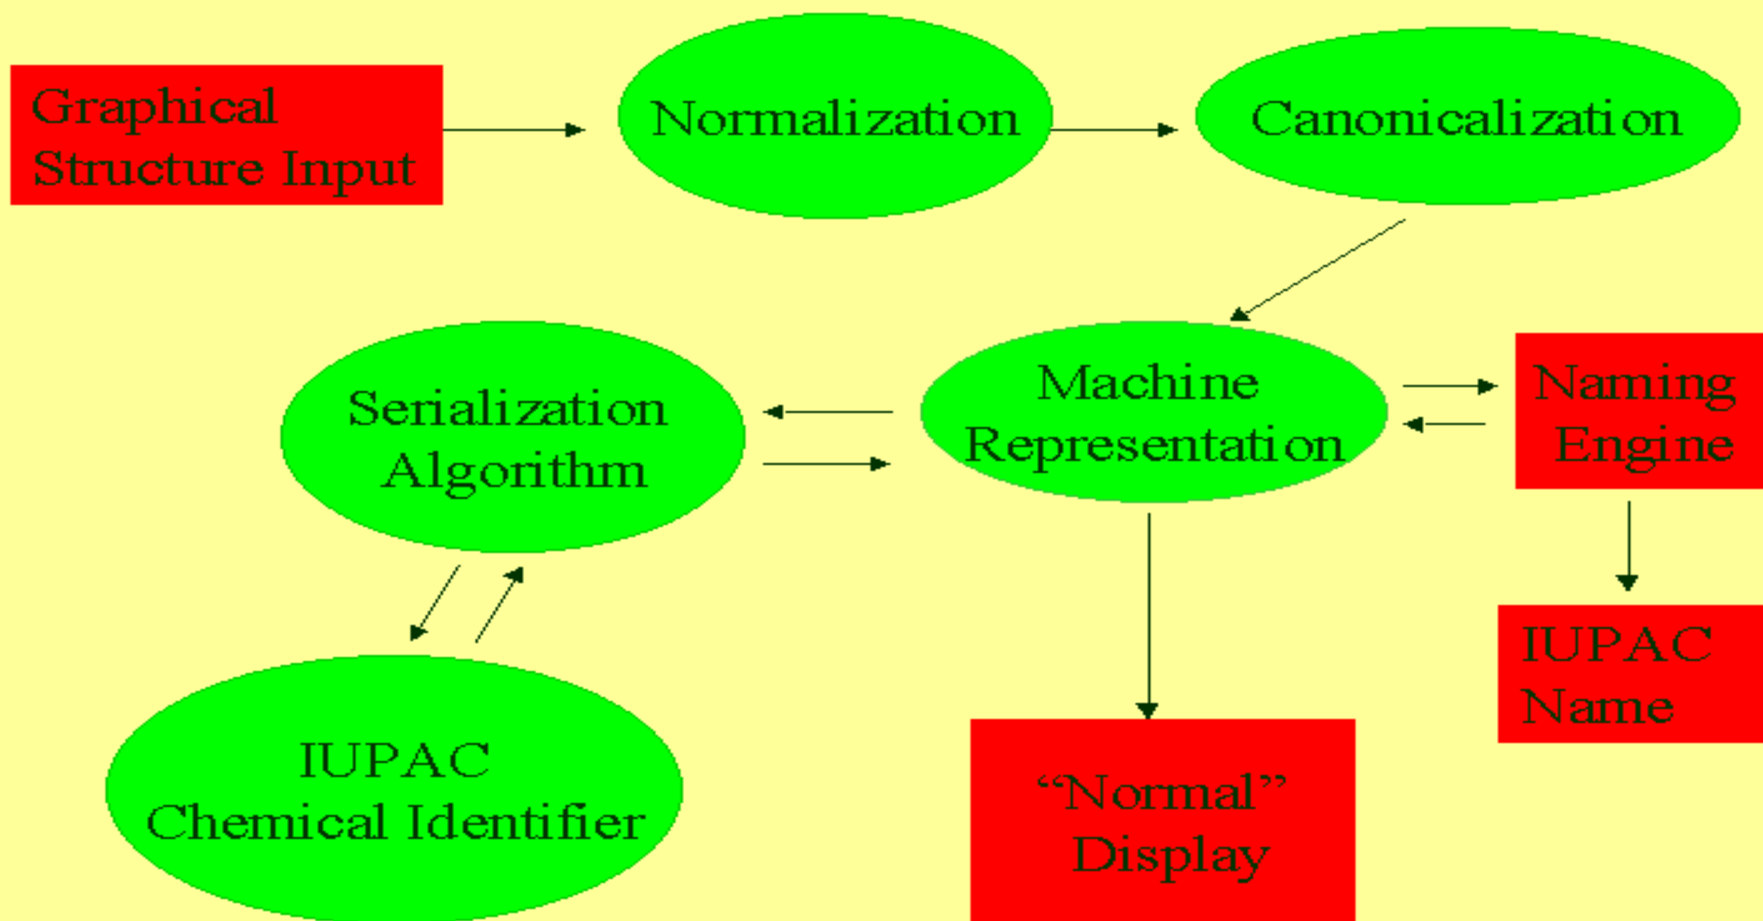 Graphical
Structure Input
Normalization
Canonicalization
Serialization
Algorithm
Machine
Representation
Naming
Engine
IUPAC
Chemical Identifier
“Normal”
Display
IUPAC
Name